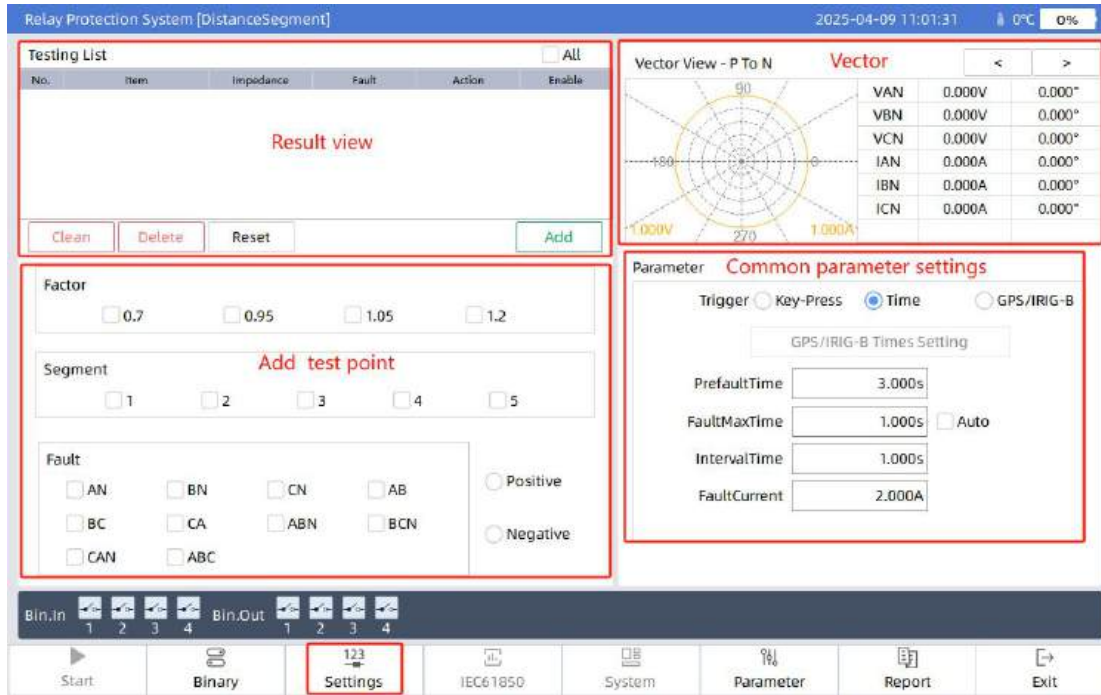 Relay Protection System [DistanceSegment] 2025-04-09 11:01:31 0℃ 0%
Testing List All
No. Item Impedance Fault Action Enable
Result view
Clean Delete Reset Add
Vector View - P To N Vector < >
90
180 0
270
1.000V 1.000A
VAN 0.000V 0.000°
VBN 0.000V 0.000°
VCN 0.000V 0.000°
IAN 0.000A 0.000°
IBN 0.000A 0.000°
ICN 0.000A 0.000°
Factor
0.7 0.95 1.05 1.2
Add test point
Segment
1 2 3 4 5
Fault
AN BN CN AB
BC CA ABN BCN
CAN ABC
Positive
Negative
Parameter Common parameter settings
Trigger Key-Press Time GPS/IRIG-B
GPS/IRIG-B Times Setting
PrefaultTime 3.000s
FaultMaxTime 1.000s Auto
IntervalTime 1.000s
FaultCurrent 2.000A
Bin.In 1 2 3 4 Bin.Out 1 2 3 4
123
Start Binary Settings IEC61850 System Parameter Report Exit